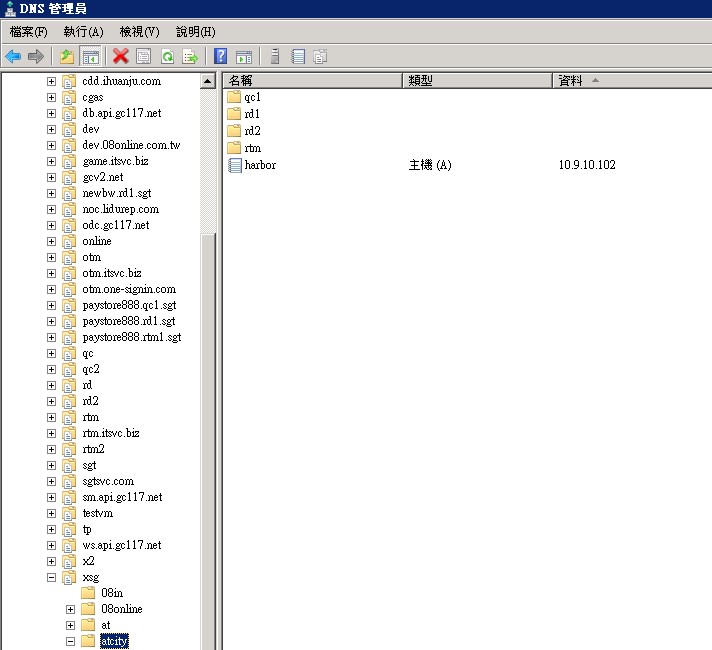 DNS 管理員
檔案(F) 執行(A) 檢視(V) 說明(H)
cdd.ihuanju.com
cgas
db.api.gc117.net
dev
dev.08online.com.tw
game.itsvc.biz
gcv2.net
newbw.rd1.sgt
noc.lidurep.com
odc.gc117.net
online
otm
otm.itsvc.biz
otm.one-signin.com
paystore888.qc1.sgt
paystore888.rd1.sgt
paystore888.rtm1.sgt
qc
qc2
rd
rd2
rtm
rtm.itsvc.biz
rtm2
sgt
sgtsvc.com
sm.api.gc117.net
testvm
tp
ws.api.gc117.net
x2
xsg
08in
08online
at
atcity
名稱 類型 資料
qc1
rd1
rd2
rtm
harbor 主機 (A) 10.9.10.102